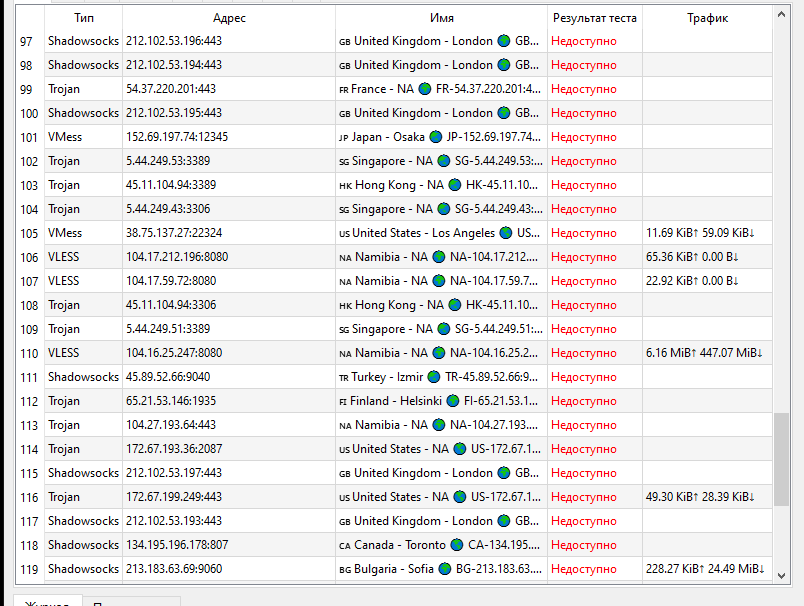 Тип Адрес Имя Результат теста Трафик
97 Shadowsocks 212.102.53.196:443 GB United Kingdom - London GB... Недоступно
98 Shadowsocks 212.102.53.194:443 GB United Kingdom - London GB... Недоступно
99 Trojan 54.37.220.201:443 FR France - NA FR-54.37.220.201:4... Недоступно
100 Shadowsocks 212.102.53.195:443 GB United Kingdom - London GB... Недоступно
101 VMess 152.69.197.74:12345 JP Japan - Osaka JP-152.69.197.74... Недоступно
102 Trojan 5.44.249.53:3389 SG Singapore - NA SG-5.44.249.53:... Недоступно
103 Trojan 45.11.104.94:3389 HK Hong Kong - NA HK-45.11.10... Недоступно
104 Trojan 5.44.249.43:3306 SG Singapore - NA SG-5.44.249.43:... Недоступно
105 VMess 38.75.137.27:22324 US United States - Los Angeles US... Недоступно 11.69 KiB↑ 59.09 KiB↓
106 VLESS 104.17.212.196:8080 NA Namibia - NA NA-104.17.212.... Недоступно 65.36 KiB↑ 0.00 B↓
107 VLESS 104.17.59.72:8080 NA Namibia - NA NA-104.17.59.7... Недоступно 22.92 KiB↑ 0.00 B↓
108 Trojan 45.11.104.94:3306 HK Hong Kong - NA HK-45.11.10... Недоступно
109 Trojan 5.44.249.51:3389 SG Singapore - NA SG-5.44.249.51:... Недоступно
110 VLESS 104.16.25.247:8080 NA Namibia - NA NA-104.16.25.2... Недоступно 6.16 MiB↑ 447.07 MiB↓
111 Shadowsocks 45.89.52.66:9040 TR Turkey - Izmir TR-45.89.52.66:9... Недоступно
112 Trojan 65.21.53.146:1935 FI Finland - Helsinki FI-65.21.53.1... Недоступно
113 Trojan 104.27.193.64:443 NA Namibia - NA NA-104.27.193.... Недоступно
114 Trojan 172.67.193.36:2087 US United States - NA US-172.67.1... Недоступно
115 Shadowsocks 212.102.53.197:443 GB United Kingdom - London GB... Недоступно
116 Trojan 172.67.199.249:443 US United States - NA US-172.67.1... Недоступно 49.30 KiB↑ 28.39 KiB↓
117 Shadowsocks 212.102.53.193:443 GB United Kingdom - London GB... Недоступно
118 Shadowsocks 134.195.196.178:807 CA Canada - Toronto CA-134.195.... Недоступно
119 Shadowsocks 213.183.63.69:9060 BG Bulgaria - Sofia BG-213.183.63.... Недоступно 228.27 KiB↑ 24.49 MiB↓
Журнал